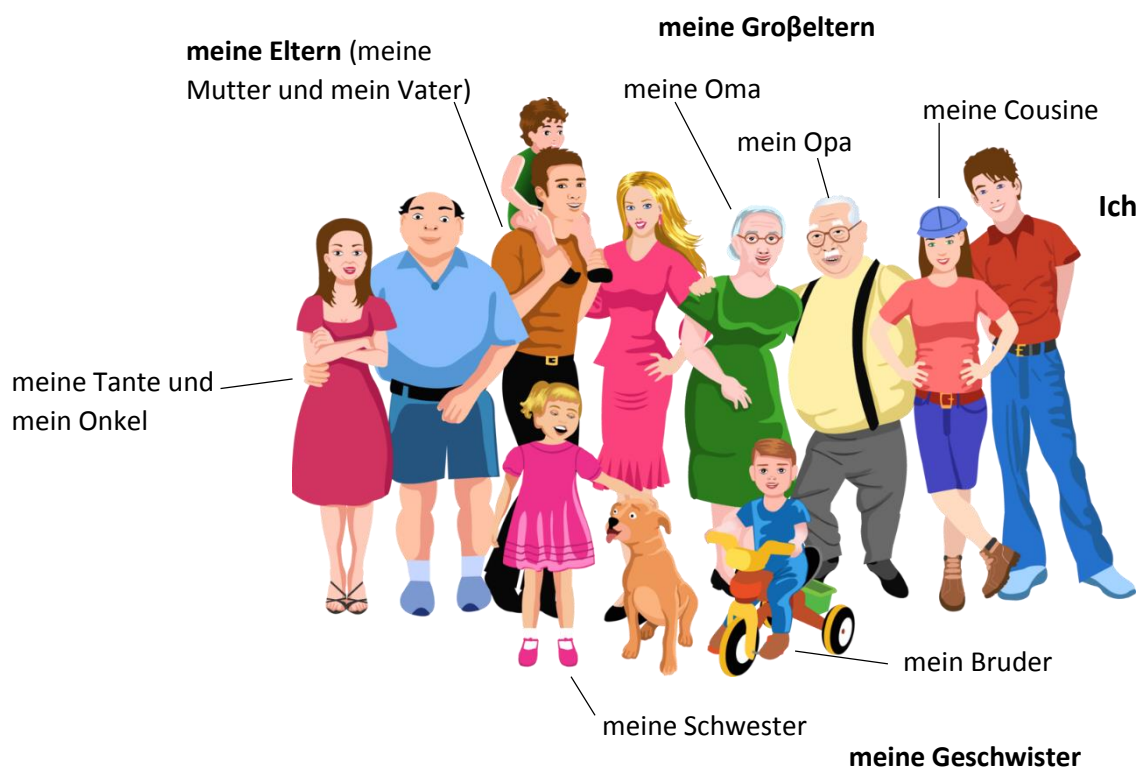 meine Groβeltern
meine Eltern (meine
Mutter und mein Vater)
meine Oma
meine Cousine
mein Opa
Ich
meine Tante und
mein Onkel
mein Bruder
meine Schwester
meine Geschwister